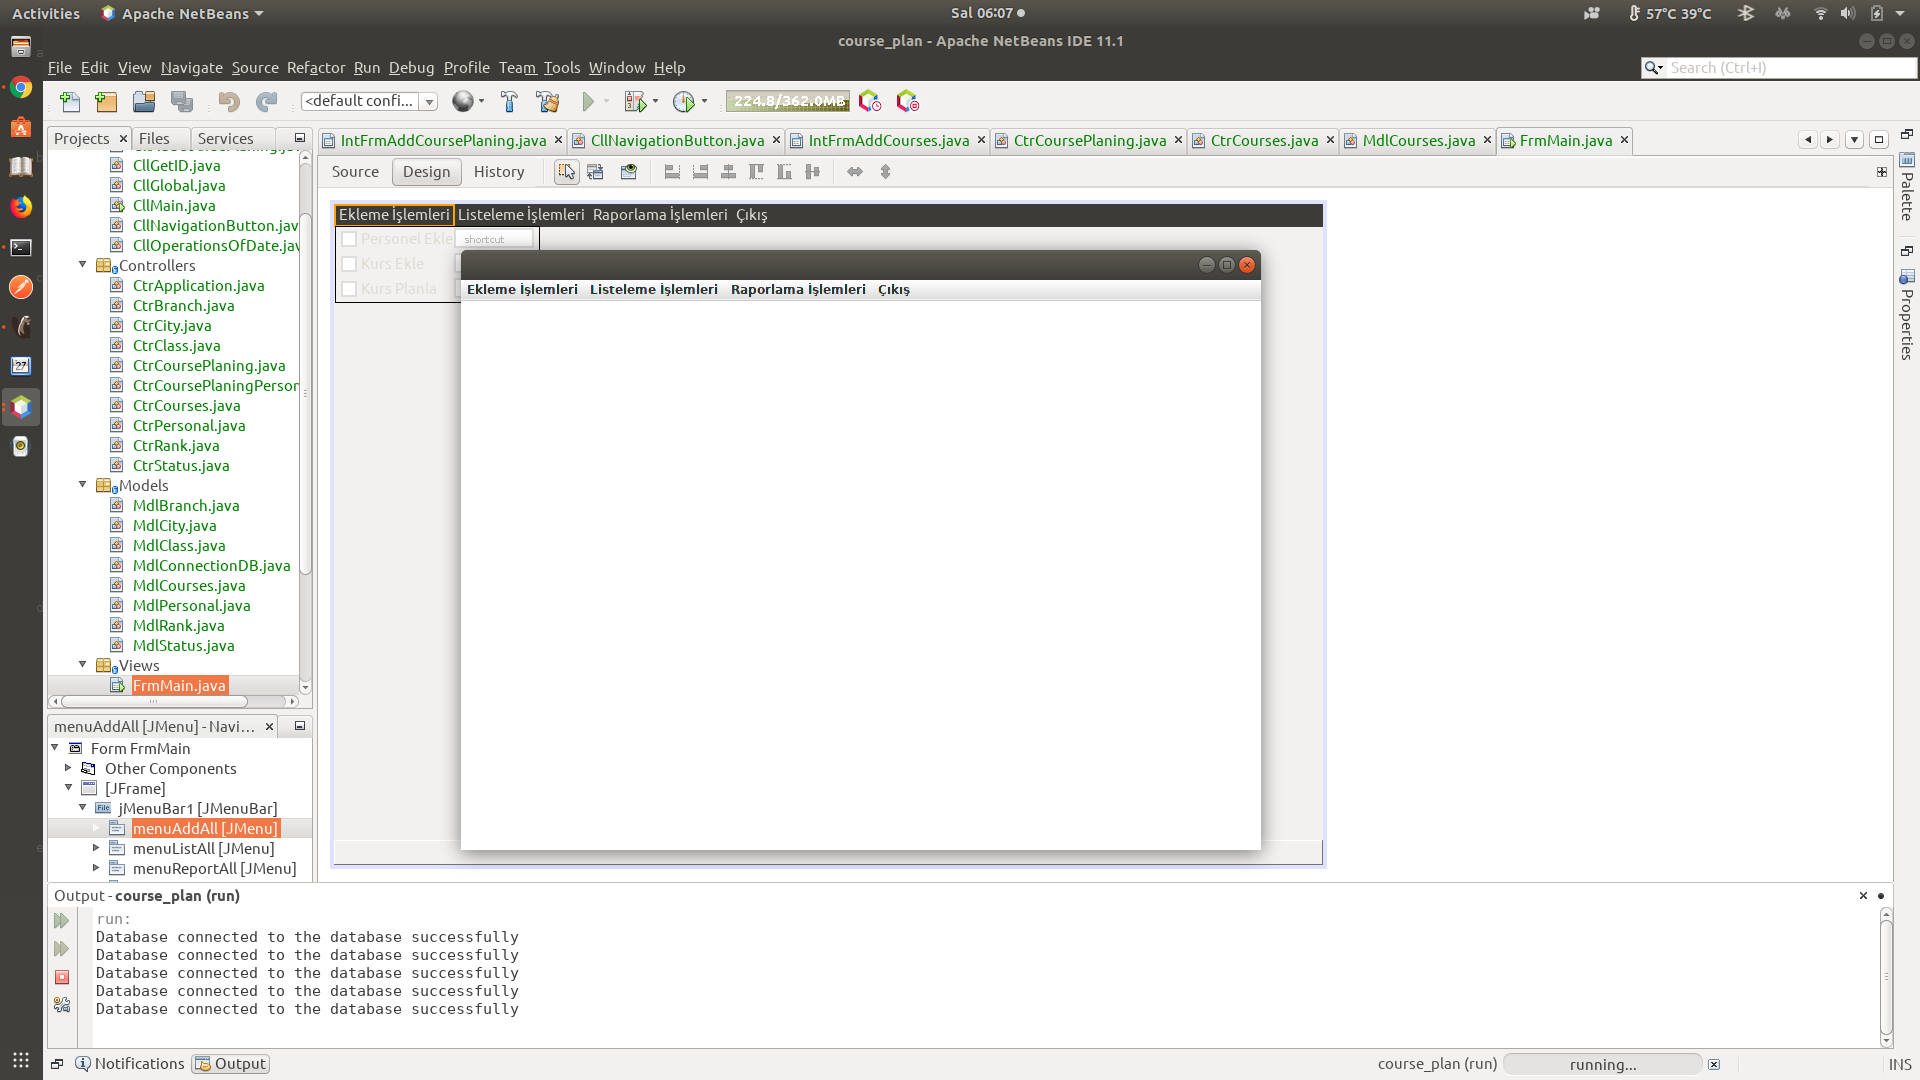 Activities Apache NetBeans Sal 06:07 57°C 39°C
course_plan - Apache NetBeans IDE 11.1
File Edit View Navigate Source Refactor Run Debug Profile Team Tools Window Help
Search (Ctrl+I)
<default confi... 224.8/362.0MB
Projects Files Services
IntFrmAddCoursePlaning.java CllNavigationButton.java IntFrmAddCourses.java CtrCoursePlaning.java CtrCourses.java MdlCourses.java FrmMain.java
Source Design History
CllGetID.java
CllGlobal.java
CllMain.java
CllNavigationButton.jav
CllOperationsOfDate.jav
Controllers
CtrApplication.java
CtrBranch.java
CtrCity.java
CtrClass.java
CtrCoursePlaning.java
CtrCoursePlaningPerson
CtrCourses.java
CtrPersonal.java
CtrRank.java
CtrStatus.java
Models
MdlBranch.java
MdlCity.java
MdlClass.java
MdlConnectionDB.java
MdlCourses.java
MdlPersonal.java
MdlRank.java
MdlStatus.java
Views
FrmMain.java
Ekleme İşlemleri Listeleme İşlemleri Raporlama İşlemleri Çıkış
Personel Ekle shortcut
Kurs Ekle
Kurs Planla
Ekleme İşlemleri Listeleme İşlemleri Raporlama İşlemleri Çıkış
Palette
Properties
menuAddAll [JMenu] - Navi...
Form FrmMain
Other Components
[JFrame]
jMenuBar1 [JMenuBar]
menuAddAll [JMenu]
menuListAll [JMenu]
menuReportAll [JMenu]
Output - course_plan (run)
run:
Database connected to the database successfully
Database connected to the database successfully
Database connected to the database successfully
Database connected to the database successfully
Database connected to the database successfully
Notifications Output course_plan (run) running... INS